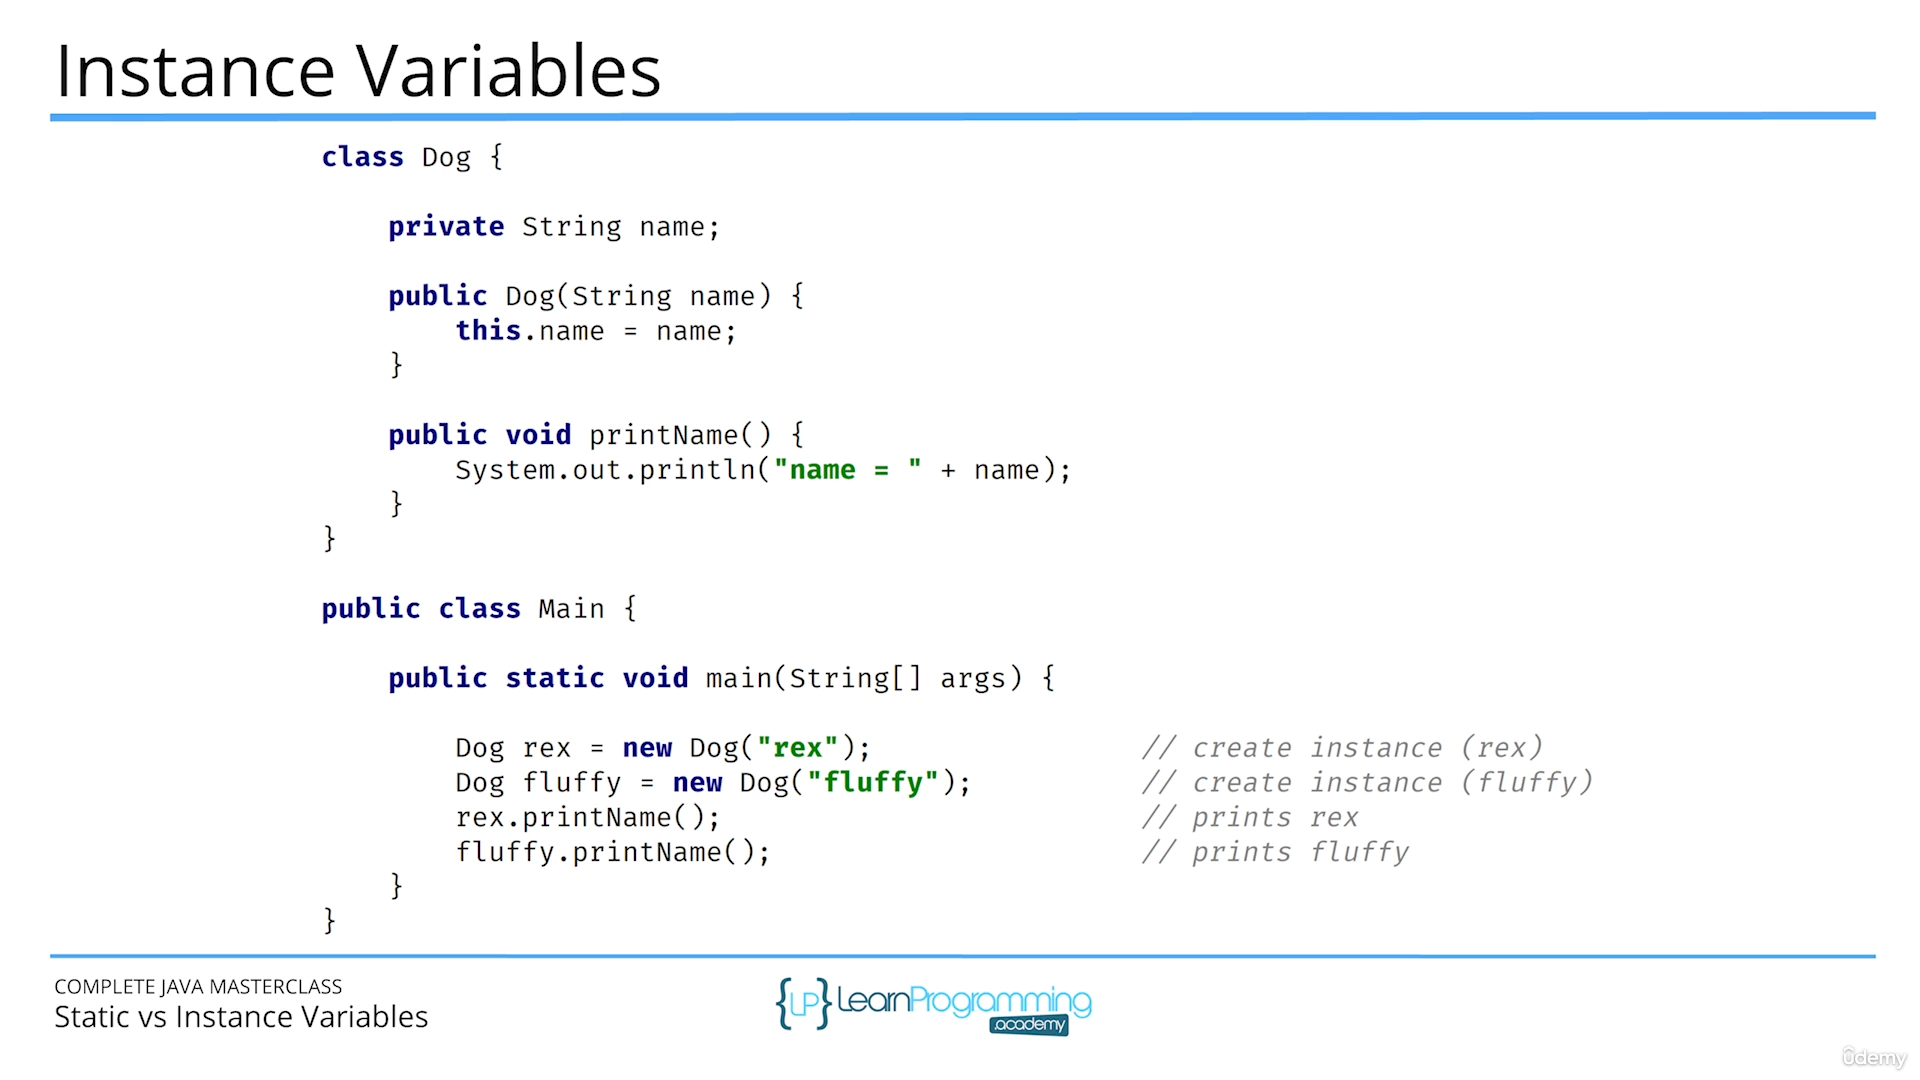 Instance Variables
class Dog {
private String name;
public Dog(String name) {
this.name = name;
}
public void printName() {
System.out.println("name = " + name);
}
}
public class Main {
public static void main(String[] args) {
Dog rex = new Dog("rex"); // create instance (rex)
Dog fluffy = new Dog("fluffy"); // create instance (fluffy)
rex.printName(); // prints rex
fluffy.printName(); // prints fluffy
}
}
COMPLETE JAVA MASTERCLASS
Static vs Instance Variables
{LP} LearnProgramming
.academy
ûdemy